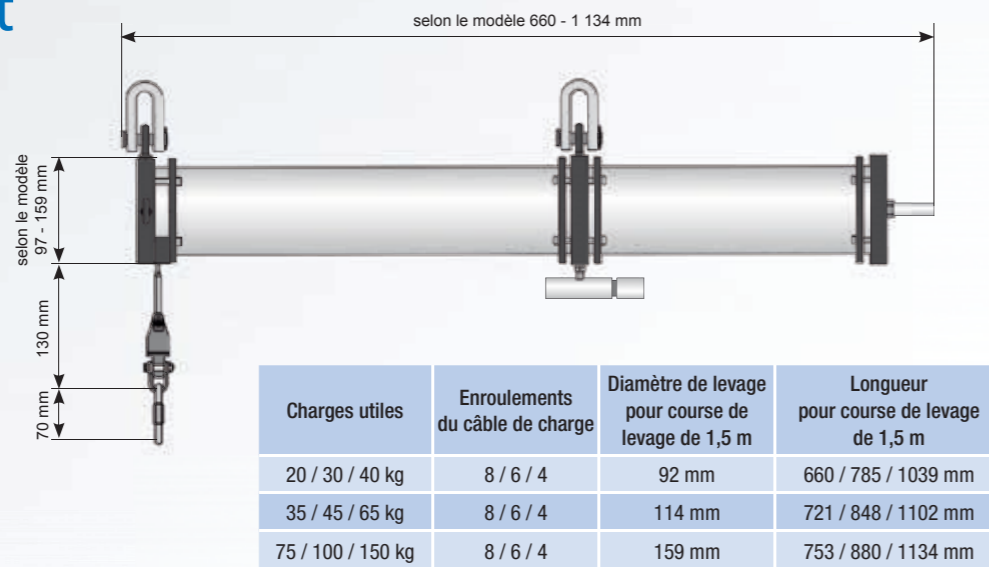 t
selon le modèle 660 - 1 134 mm
selon le modèle
97 - 159 mm
130 mm
70 mm
Charges utiles
Enroulements
du câble de charge
Diamètre de levage
pour course de
levage de 1,5 m
Longueur
pour course de levage
de 1,5 m
20 / 30 / 40 kg 8 / 6 / 4 92 mm 660 / 785 / 1039 mm
35 / 45 / 65 kg 8 / 6 / 4 114 mm 721 / 848 / 1102 mm
75 / 100 / 150 kg 8 / 6 / 4 159 mm 753 / 880 / 1134 mm